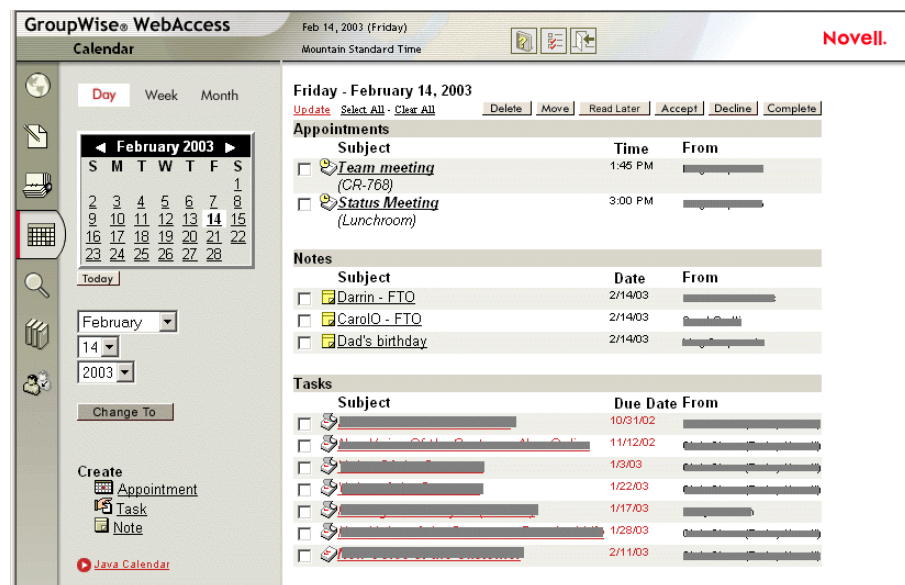 GroupWise® WebAccess
Calendar
Feb 14, 2003 (Friday)
Mountain Standard Time
Novell.
Day Week Month
February 2003
S M T W T F S
1
2 3 4 5 6 7 8
9 10 11 12 13 14 15
16 17 18 19 20 21 22
23 24 25 26 27 28
Today
February
14
2003
Change To
Create
Appointment
Task
Note
Java Calendar
Friday - February 14, 2003
Update Select All - Clear All Delete Move Read Later Accept Decline Complete
Appointments
Subject Time From
Team meeting 1:45 PM
(CR-768)
Status Meeting 3:00 PM
(Lunchroom)
Notes
Subject Date From
Darrin - FTO 2/14/03
CarolO - FTO 2/14/03
Dad's birthday 2/14/03
Tasks
Subject Due Date From
10/31/02
11/12/02
1/3/03
1/22/03
1/17/03
1/28/03
2/11/03